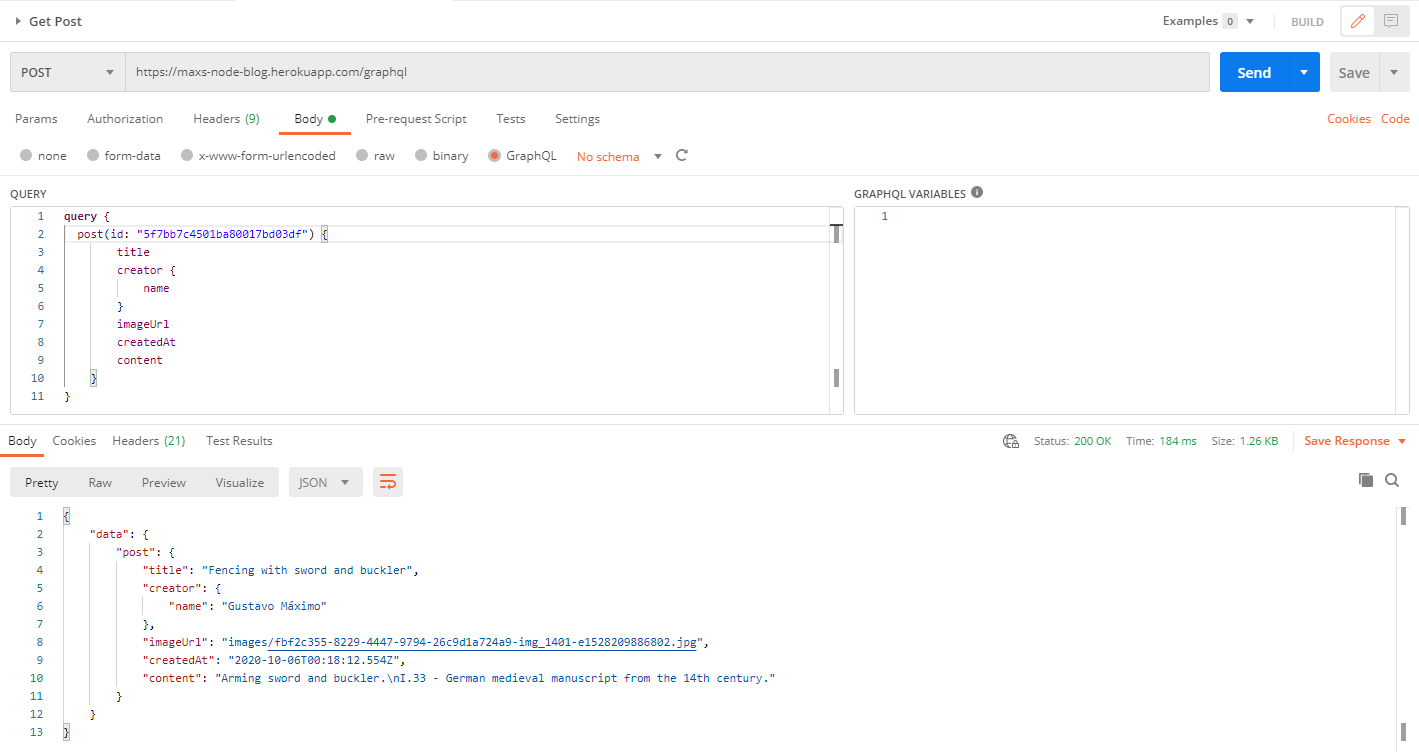 Get Post
Examples 0
BUILD
POST
https://maxs-node-blog.herokuapp.com/graphql
Send
Save
Params Authorization Headers (9) Body Pre-request Script Tests Settings
Cookies Code
none form-data x-www-form-urlencoded raw binary GraphQL No schema
QUERY
1 query {
2 post(id: "5f7bb7c4501ba80017bd03df") {
3 title
4 creator {
5 name
6 }
7 imageUrl
8 createdAt
9 content
10 }
11 }
GRAPHQL VARIABLES
1
Body Cookies Headers (21) Test Results
Status: 200 OK Time: 184 ms Size: 1.26 KB Save Response
Pretty Raw Preview Visualize JSON
1 {
2 "data": {
3 "post": {
4 "title": "Fencing with sword and buckler",
5 "creator": {
6 "name": "Gustavo Máximo"
7 },
8 "imageUrl": "images/fbf2c355-8229-4447-9794-26c9d1a724a9-img_1401-e1528209886802.jpg",
9 "createdAt": "2020-10-06T00:18:12.554Z",
10 "content": "Arming sword and buckler.\nI.33 - German medieval manuscript from the 14th century."
11 }
12 }
13 }